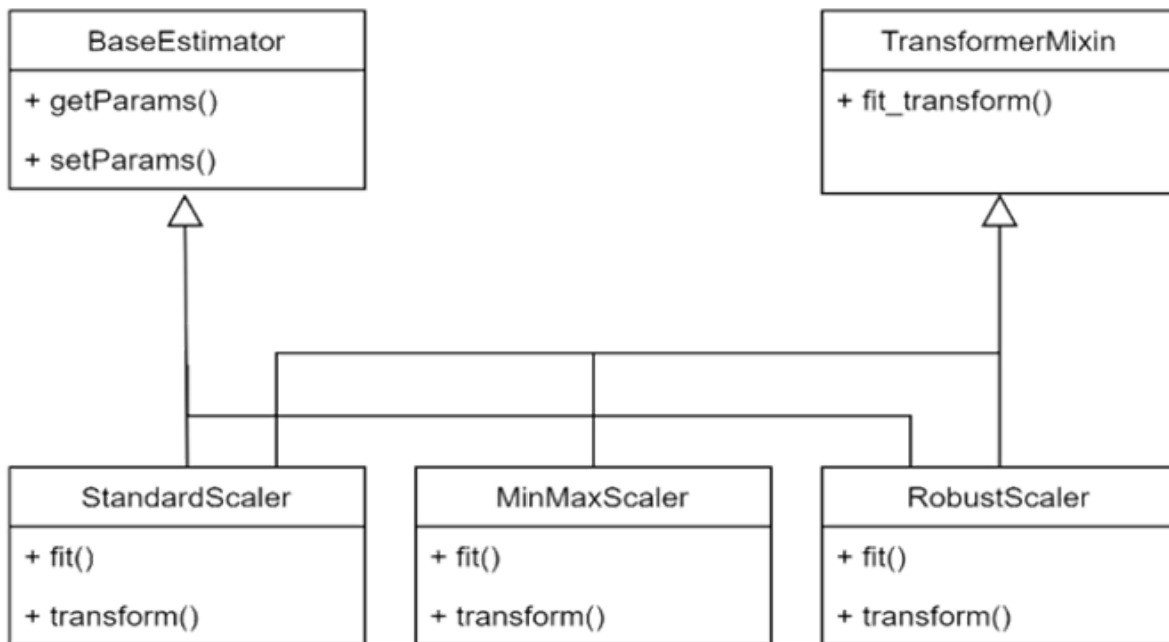 BaseEstimator
+ getParams()
+ setParams()
TransformerMixin
+ fit_transform()
StandardScaler
+ fit()
+ transform()
MinMaxScaler
+ fit()
+ transform()
RobustScaler
+ fit()
+ transform()